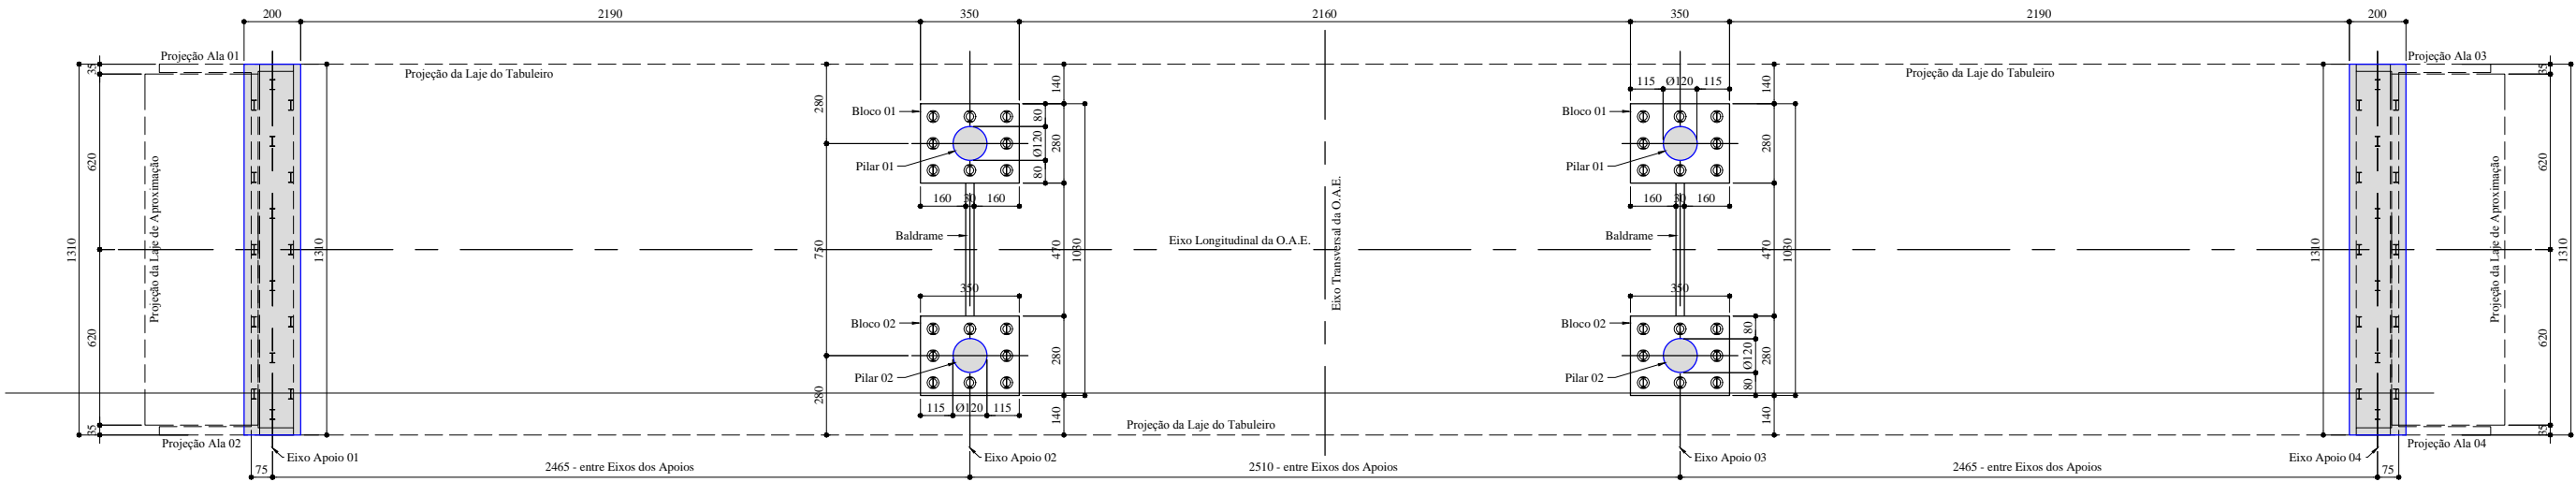 200 2190 350 2160 350 2190 200
Projeção Ala 01
Projeção Ala 03
Projeção da Laje do Tabuleiro
Projeção da Laje do Tabuleiro
35
35
115 Ø120 115
140
140
280
Bloco 01
Bloco 01
80
Ø120
80
280
280
Pilar 01
Pilar 01
160 30 160
160 30 160
620
620
Projeção da Laje de Aproximação
Projeção da Laje de Aproximação
1310
1310
1310
1310
750
Baldrame
Baldrame
470
1030
470
1030
Eixo Longitudinal da O.A.E.
Eixo Transversal da O.A.E.
350
350
Bloco 02
Bloco 02
620
620
280
80
Ø120
80
280
Pilar 02
Pilar 02
280
115 Ø120 115
140
140
Projeção da Laje do Tabuleiro
35
35
Projeção Ala 02
Projeção Ala 04
Eixo Apoio 01
Eixo Apoio 02
Eixo Apoio 03
Eixo Apoio 04
75 2465 - entre Eixos dos Apoios 2510 - entre Eixos dos Apoios 2465 - entre Eixos dos Apoios 75